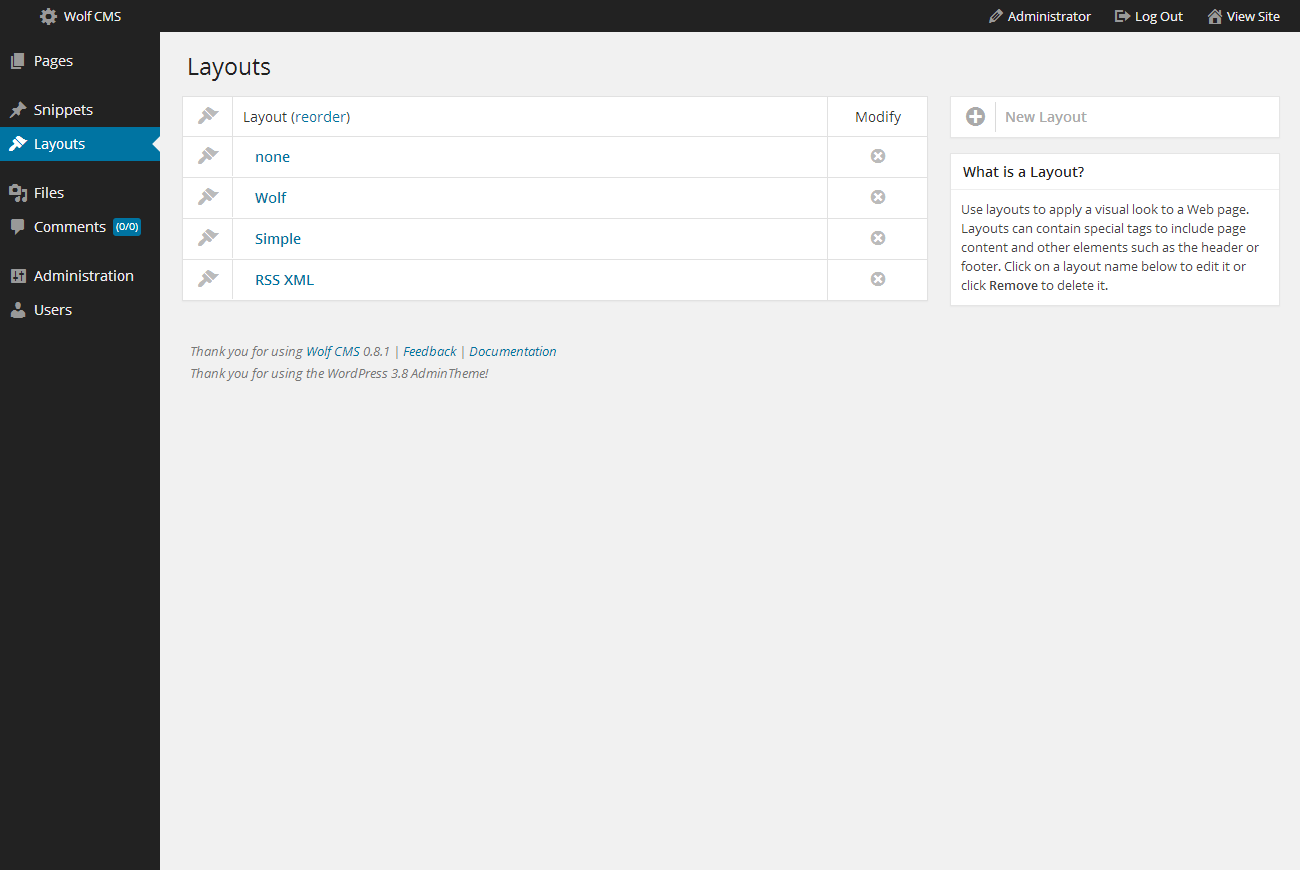 Wolf CMS
Administrator
Log Out
View Site
Pages
Snippets
Layouts
Files
Comments (0/0)
Administration
Users
Layouts
Layout (reorder)
Modify
none
Wolf
Simple
RSS XML
New Layout
What is a Layout?
Use layouts to apply a visual look to a Web page.
Layouts can contain special tags to include page
content and other elements such as the header or
footer. Click on a layout name below to edit it or
click Remove to delete it.
Thank you for using Wolf CMS 0.8.1 | Feedback | Documentation
Thank you for using the WordPress 3.8 AdminTheme!